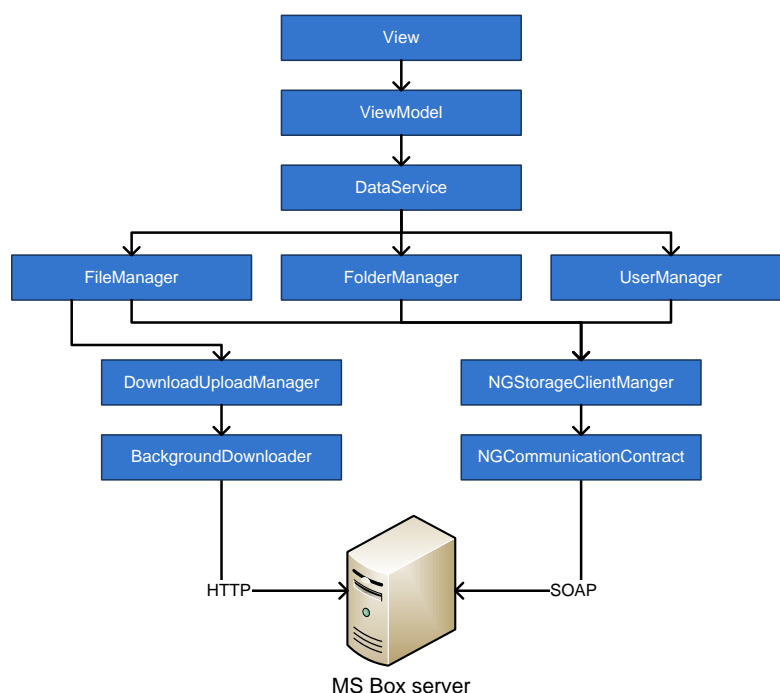 View
ViewModel
DataService
FileManager
FolderManager
UserManager
DownloadUploadManager
NGStorageClientManger
BackgroundDownloader
NGCommunicationContract
HTTP
SOAP
MS Box server